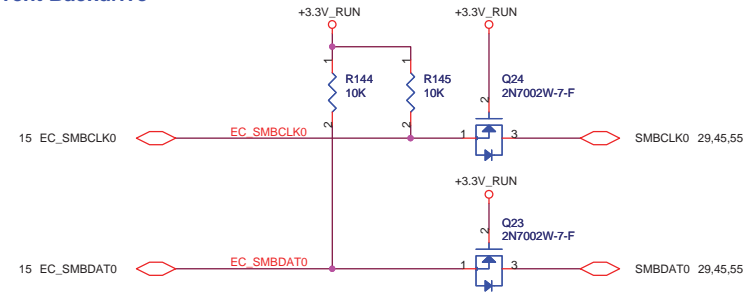 +3.3V_RUN +3.3V_RUN
1 1
R144 R145 Q24
10K 10K 2N7002W-7-F
2 2 2
15 EC_SMBCLK0 EC_SMBCLK0 1 3 SMBCLK0 29,45,55
+3.3V_RUN
Q23
2 2N7002W-7-F
15 EC_SMBDAT0 EC_SMBDAT0 1 3 SMBDAT0 29,45,55